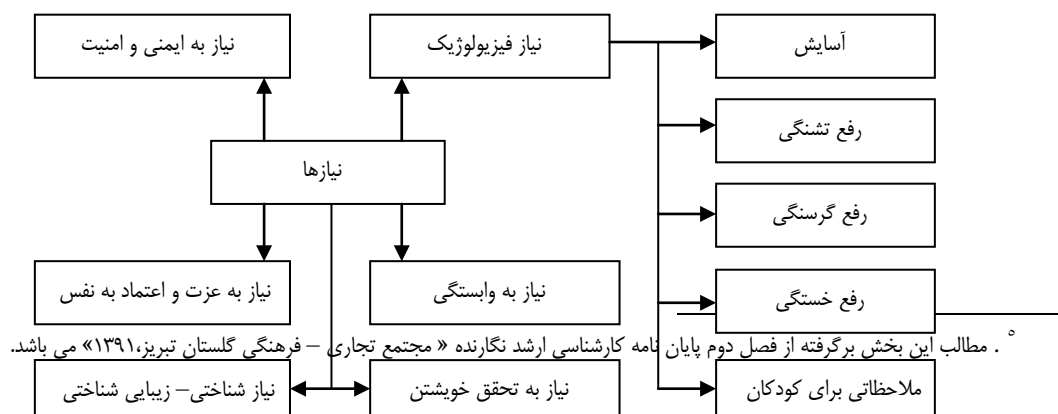 آسایش
نیاز فیزیولوژیک
نیاز به ایمنی و امنیت
رفع تشنگی
نیازها
رفع گرسنگی
رفع خستگی
نیاز به وابستگی
نیاز به عزت و اعتماد به نفس
۵ . مطالب این بخش برگرفته از فصل دوم پایان نامه کارشناسی ارشد نگارنده « مجتمع تجاری – فرهنگی گلستان تبریز،۱۳۹۱» می باشد.
ملاحظاتی برای کودکان
نیاز به تحقق خویشتن
نیاز شناختی– زیبایی شناختی